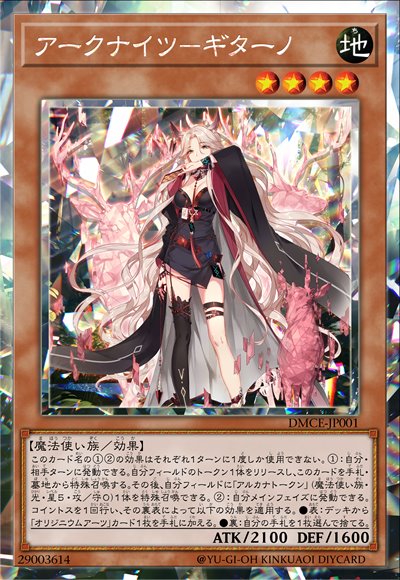 アークナイツーギターノ
地
DMCE-JP001
【魔法使い族／効果】
このカード名の①②の効果はそれぞれ1ターンに1度しか使用できない。①：自分・
相手ターンに発動できる。自分フィールドのトークン1体をリリースし、このカードを手札・
墓地から特殊召喚する。その後、自分フィールドに「アルカナトークン」（魔法使い族・
地・星5・攻／守0）1体を特殊召喚できる。②：自分メインフェイズに発動できる。
コイントスを1回行い、その裏表によって以下の効果を適用する。●表：デッキから
「オリジニウムアーツ」カード1枚を手札に加える。●裏：自分の手札を1枚選んで捨てる。
ATK/2100 DEF/1600
29003614
@YU-GI-OH KINKUAOI DIYCARD